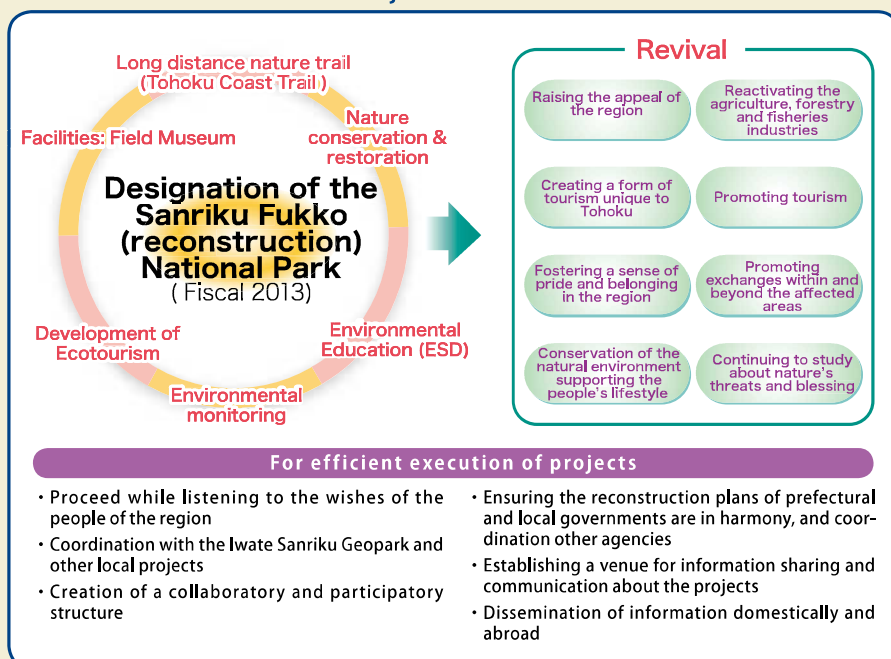 Long distance nature trail
(Tohoku Coast Trail )
Facilities: Field Museum
Nature
conservation &
restoration
Designation of the
Sanriku Fukko
(reconstruction)
National Park
( Fiscal 2013)
Development of
Ecotourism
Environmental
Education (ESD)
Environmental
monitoring
Revival
Raising the appeal of
the region
Reactivating the
agriculture, forestry
and fisheries
industries
Creating a form of
tourism unique to
Tohoku
Promoting tourism
Fostering a sense of
pride and belonging
in the region
Promoting
exchanges within and
beyond the affected
areas
Conservation of the
natural environment
supporting the
people's lifestyle
Continuing to study
about nature's
threats and blessing
For efficient execution of projects
・Proceed while listening to the wishes of the
people of the region
・Coordination with the Iwate Sanriku Geopark and
other local projects
・Creation of a collaboratory and participatory
structure
・Ensuring the reconstruction plans of prefectural
and local governments are in harmony, and coor-
dination other agencies
・Establishing a venue for information sharing and
communication about the projects
・Dissemination of information domestically and
abroad